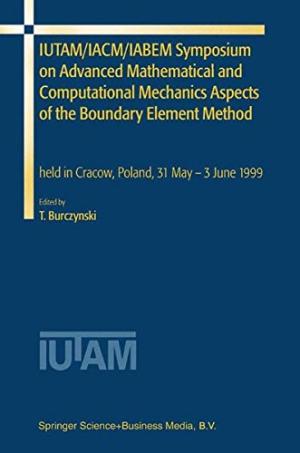 IUTAM/IACM/IABEM Symposium
on Advanced Mathematical and
Computational Mechanics Aspects
of the Boundary Element Method
held in Cracow, Poland, 31 May – 3 June 1999
Edited by
T. Burczynski
IUTAM
Springer Science+Business Media, B.V.